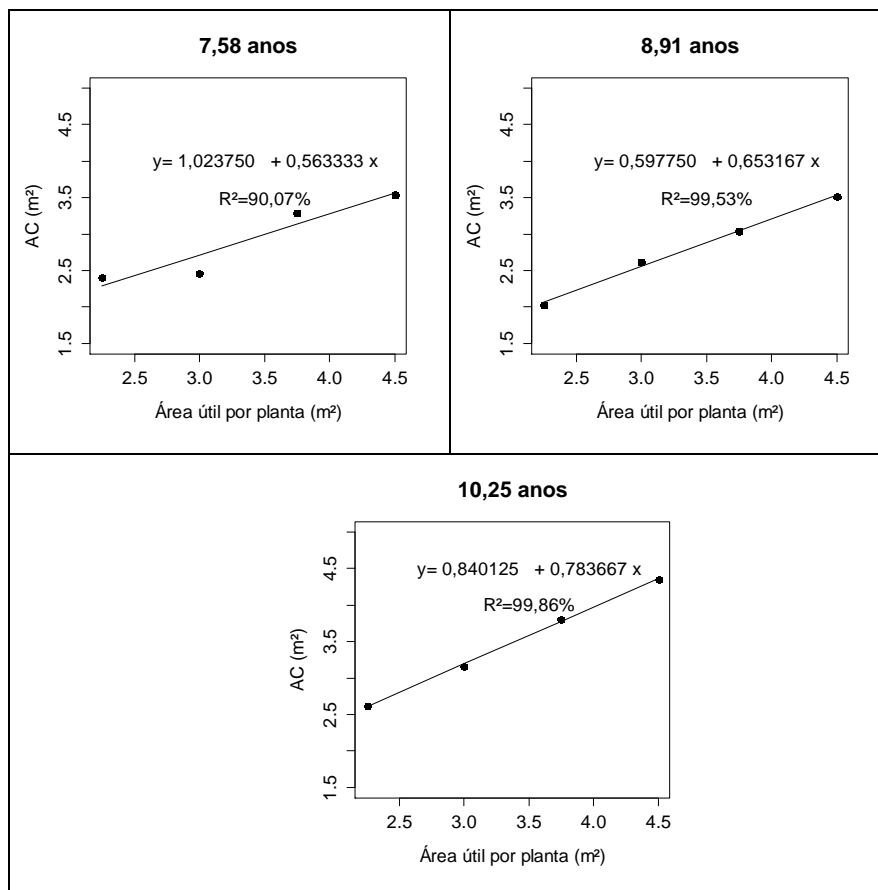 7,58 anos
AC (m²)
4.5
3.5
2.5
1.5
y= 1,023750 + 0,563333 x
R²=90,07%
2.5 3.0 3.5 4.0 4.5
Área útil por planta (m²)
8,91 anos
AC (m²)
4.5
3.5
2.5
1.5
y= 0,597750 + 0,653167 x
R²=99,53%
2.5 3.0 3.5 4.0 4.5
Área útil por planta (m²)
10,25 anos
AC (m²)
4.5
3.5
2.5
1.5
y= 0,840125 + 0,783667 x
R²=99,86%
2.5 3.0 3.5 4.0 4.5
Área útil por planta (m²)